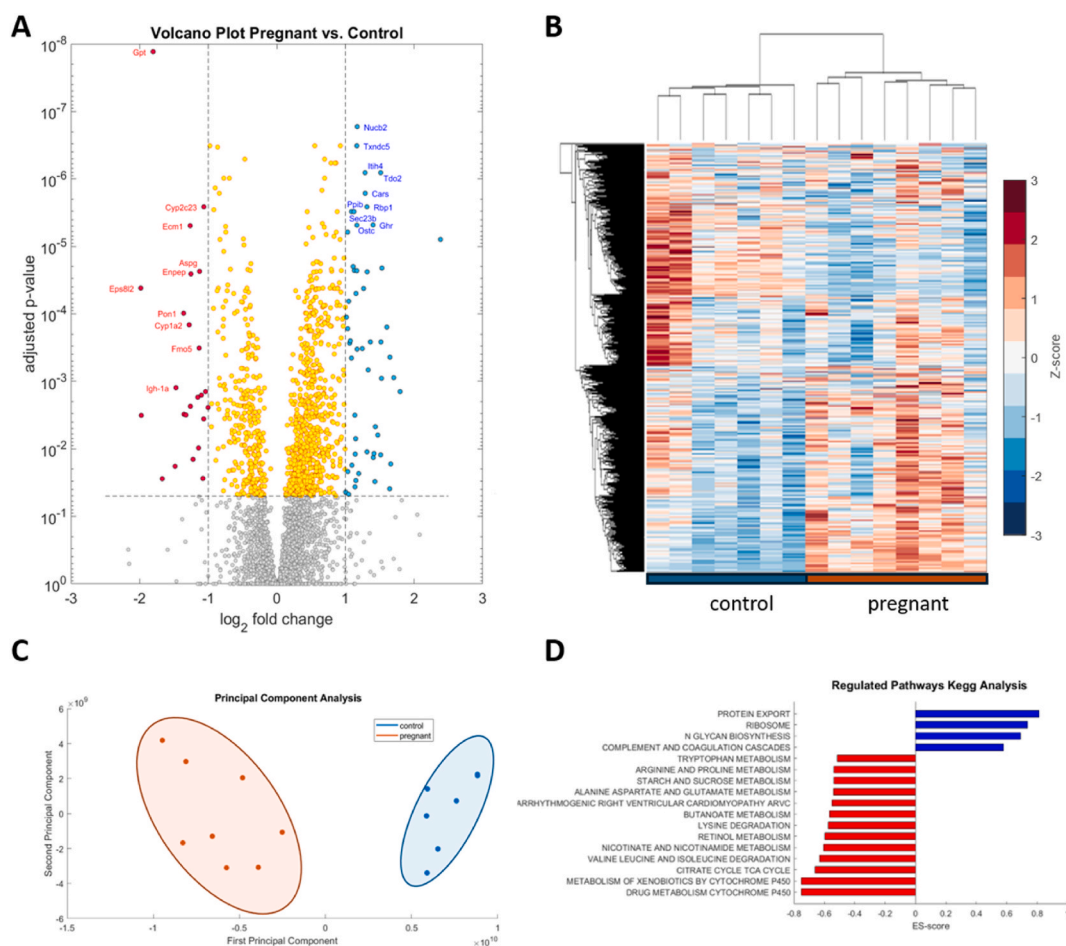 A
Volcano Plot Pregnant vs. Control
10-8
10-7
10-6
10-5
10-4
10-3
10-2
10-1
100
adjusted p-value
Gpt
Nucb2
Txndc5
Itih4
Tdo2
Cars
Ppib
Rbp1
Sec23b
Ghr
Ostc
Cyp2c23
Ecm1
Aspg
Enpep
Eps8l2
Pon1
Cyp1a2
Fmo5
Igh-1a
-3 -2 -1 0 1 2 3
log2 fold change
B
3
2
1
0
-1
-2
-3
Z-score
control pregnant
C
Principal Component Analysis
×109
6
4
2
0
-2
-4
-6
Second Principal Component
control
pregnant
-1.5 -1 -0.5 0 0.5 1
First Principal Component
×1010
D
Regulated Pathways Kegg Analysis
PROTEIN EXPORT
RIBOSOME
N GLYCAN BIOSYNTHESIS
COMPLEMENT AND COAGULATION CASCADES
TRYPTOPHAN METABOLISM
ARGININE AND PROLINE METABOLISM
STARCH AND SUCROSE METABOLISM
ALANINE ASPARTATE AND GLUTAMATE METABOLISM
ARRHYTHMOGENIC RIGHT VENTRICULAR CARDIOMYOPATHY ARVC
BUTANOATE METABOLISM
LYSINE DEGRADATION
RETINOL METABOLISM
NICOTINATE AND NICOTINAMIDE METABOLISM
VALINE LEUCINE AND ISOLEUCINE DEGRADATION
CITRATE CYCLE TCA CYCLE
METABOLISM OF XENOBIOTICS BY CYTOCHROME P450
DRUG METABOLISM CYTOCHROME P450
-0.8 -0.6 -0.4 -0.2 0 0.2 0.4 0.6 0.8
ES-score